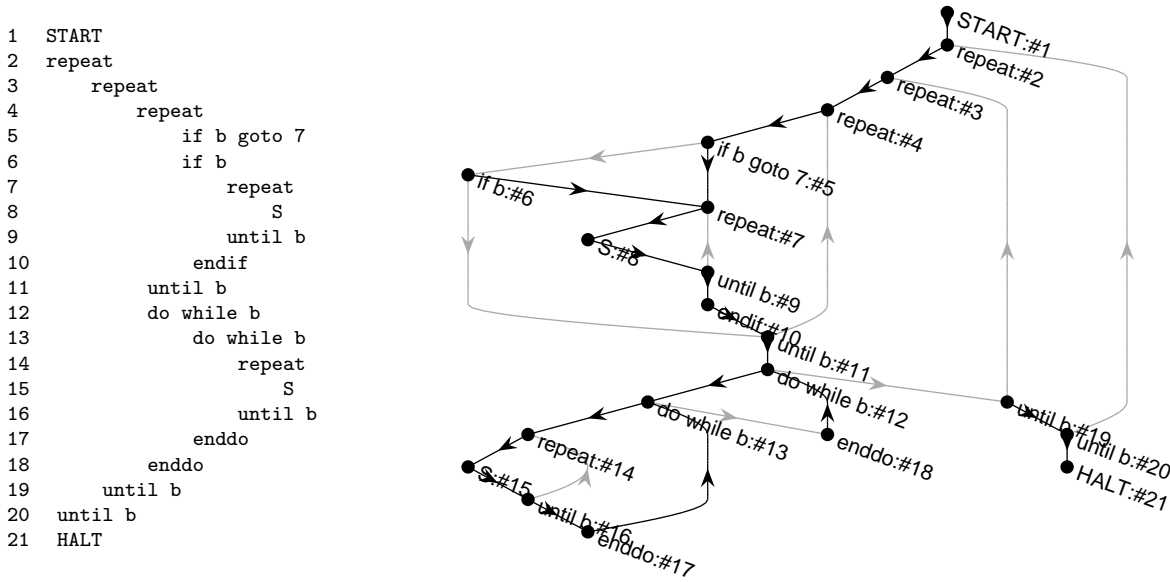 1 START
2 repeat
3 repeat
4 repeat
5 if b goto 7
6 if b
7 repeat
8 S
9 until b
10 endif
11 until b
12 do while b
13 do while b
14 repeat
15 S
16 until b
17 enddo
18 enddo
19 until b
20 until b
21 HALT
START:#1
repeat:#2
repeat:#3
repeat:#4
if b goto 7:#5
if b:#6
repeat:#7
S:#8
until b:#9
endif:#10
until b:#11
do while b:#12
do while b:#13
repeat:#14
S:#15
until b:#16
enddo:#17
enddo:#18
until b:#19
until b:#20
HALT:#21